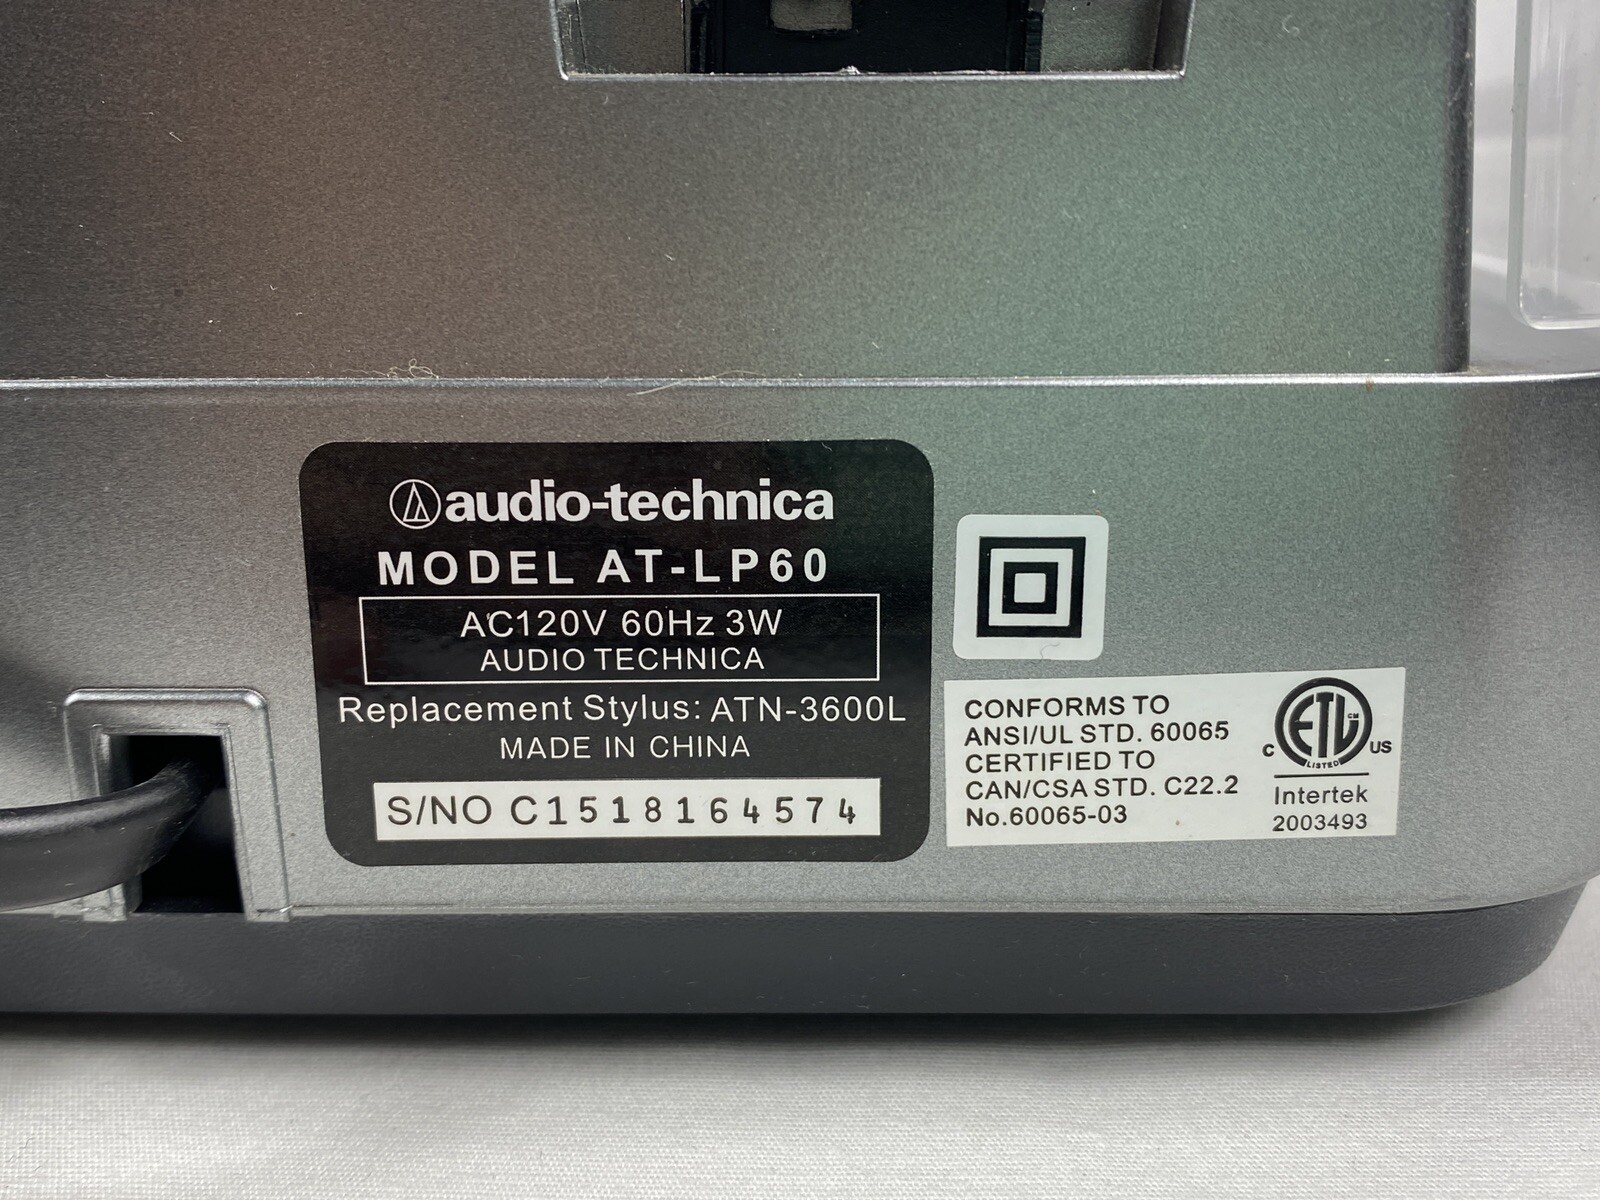 audio-technica
MODEL AT-LP60
AC120V 60Hz 3W
AUDIO TECHNICA
Replacement Stylus: ATN-3600L
MADE IN CHINA
S/NO C1518164574
CONFORMS TO
ANSI/UL STD. 60065
CERTIFIED TO
CAN/CSA STD. C22.2
No.60065-03
C ETL CM US
LISTED
Intertek
2003493